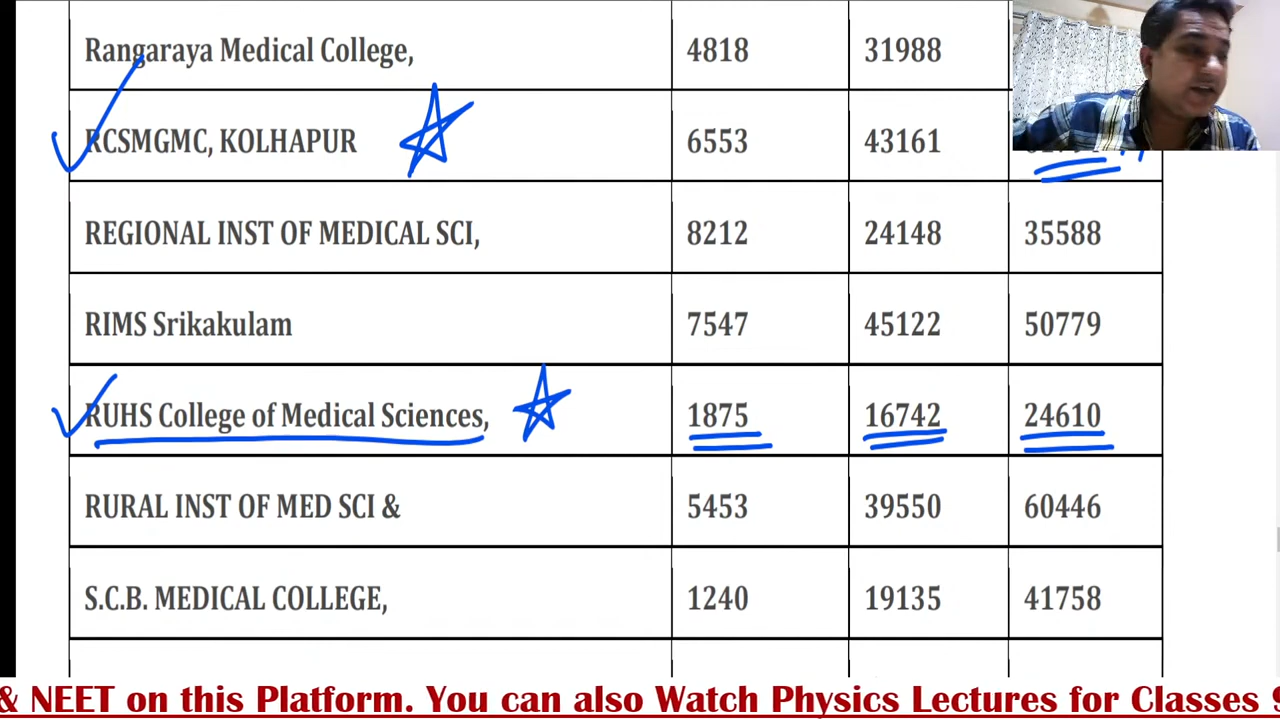 Rangaraya Medical College, 4818 31988
RCSMGMC, KOLHAPUR 6553 43161
REGIONAL INST OF MEDICAL SCI, 8212 24148 35588
RIMS Srikakulam 7547 45122 50779
RUHS College of Medical Sciences, 1875 16742 24610
RURAL INST OF MED SCI & 5453 39550 60446
S.C.B. MEDICAL COLLEGE, 1240 19135 41758
& NEET on this Platform. You can also Watch Physics Lectures for Classes